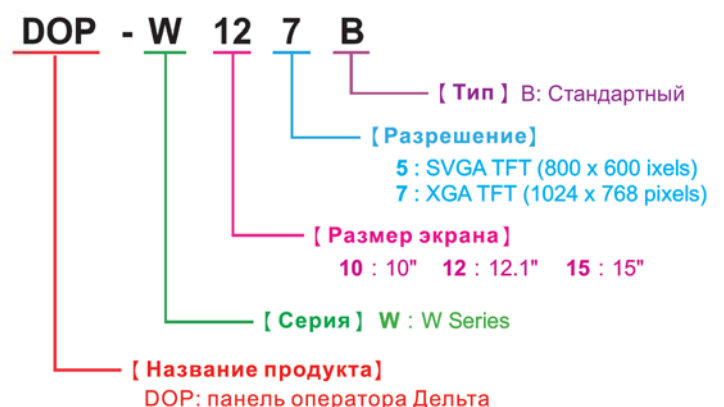 DOP - W 12 7 B
【Тип】 B: Стандартный
【Разрешение】
5 : SVGA TFT (800 x 600 ixels)
7 : XGA TFT (1024 x 768 pixels)
【Размер экрана】
10 : 10" 12 : 12.1" 15 : 15"
【Серия】 W : W Series
【Название продукта】
DOP: панель оператора Дельта